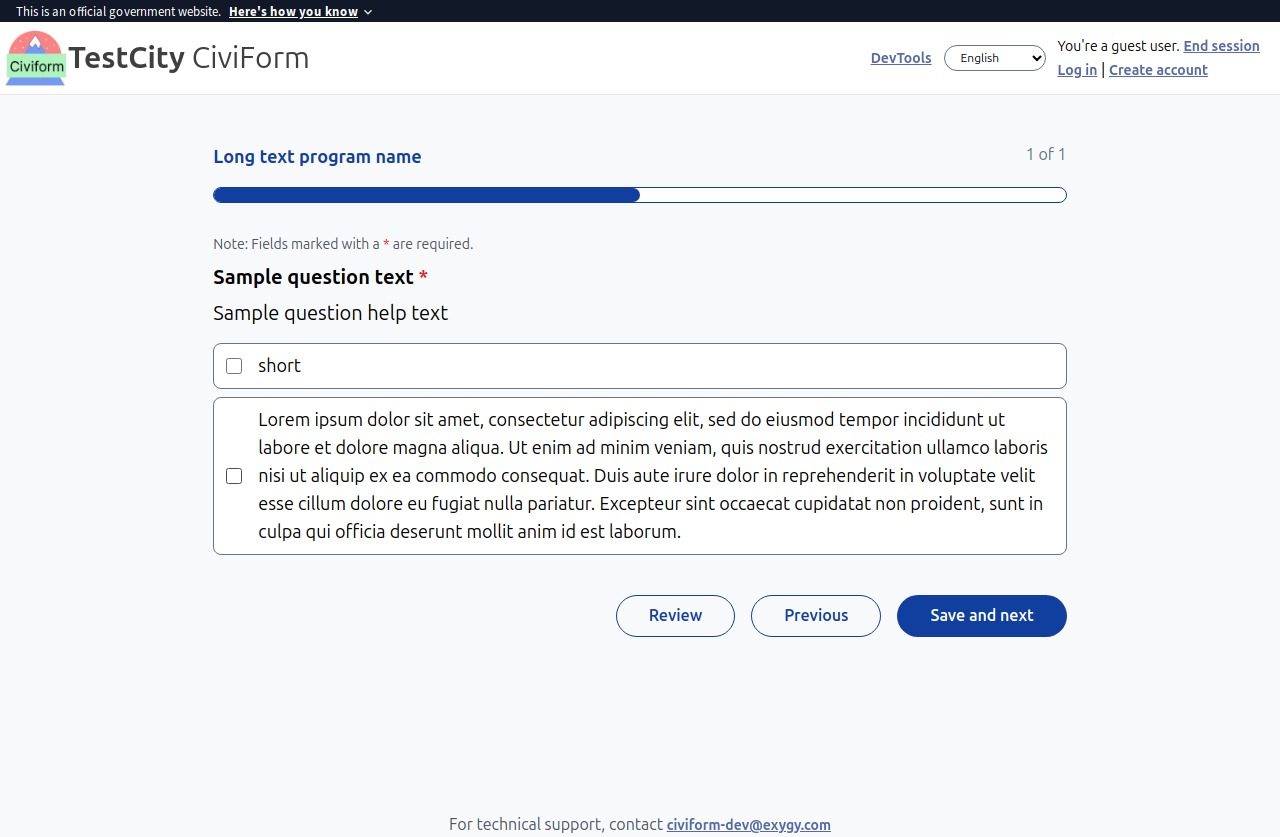 This is an official government website. Here's how you know
Civiform
TestCity CiviForm
DevTools
English
You're a guest user. End session
Log in | Create account
Long text program name
1 of 1
Note: Fields marked with a * are required.
Sample question text *
Sample question help text
short
Lorem ipsum dolor sit amet, consectetur adipiscing elit, sed do eiusmod tempor incididunt ut
labore et dolore magna aliqua. Ut enim ad minim veniam, quis nostrud exercitation ullamco laboris
nisi ut aliquip ex ea commodo consequat. Duis aute irure dolor in reprehenderit in voluptate velit
esse cillum dolore eu fugiat nulla pariatur. Excepteur sint occaecat cupidatat non proident, sunt in
culpa qui officia deserunt mollit anim id est laborum.
Review
Previous
Save and next
For technical support, contact civiform-dev@exygy.com